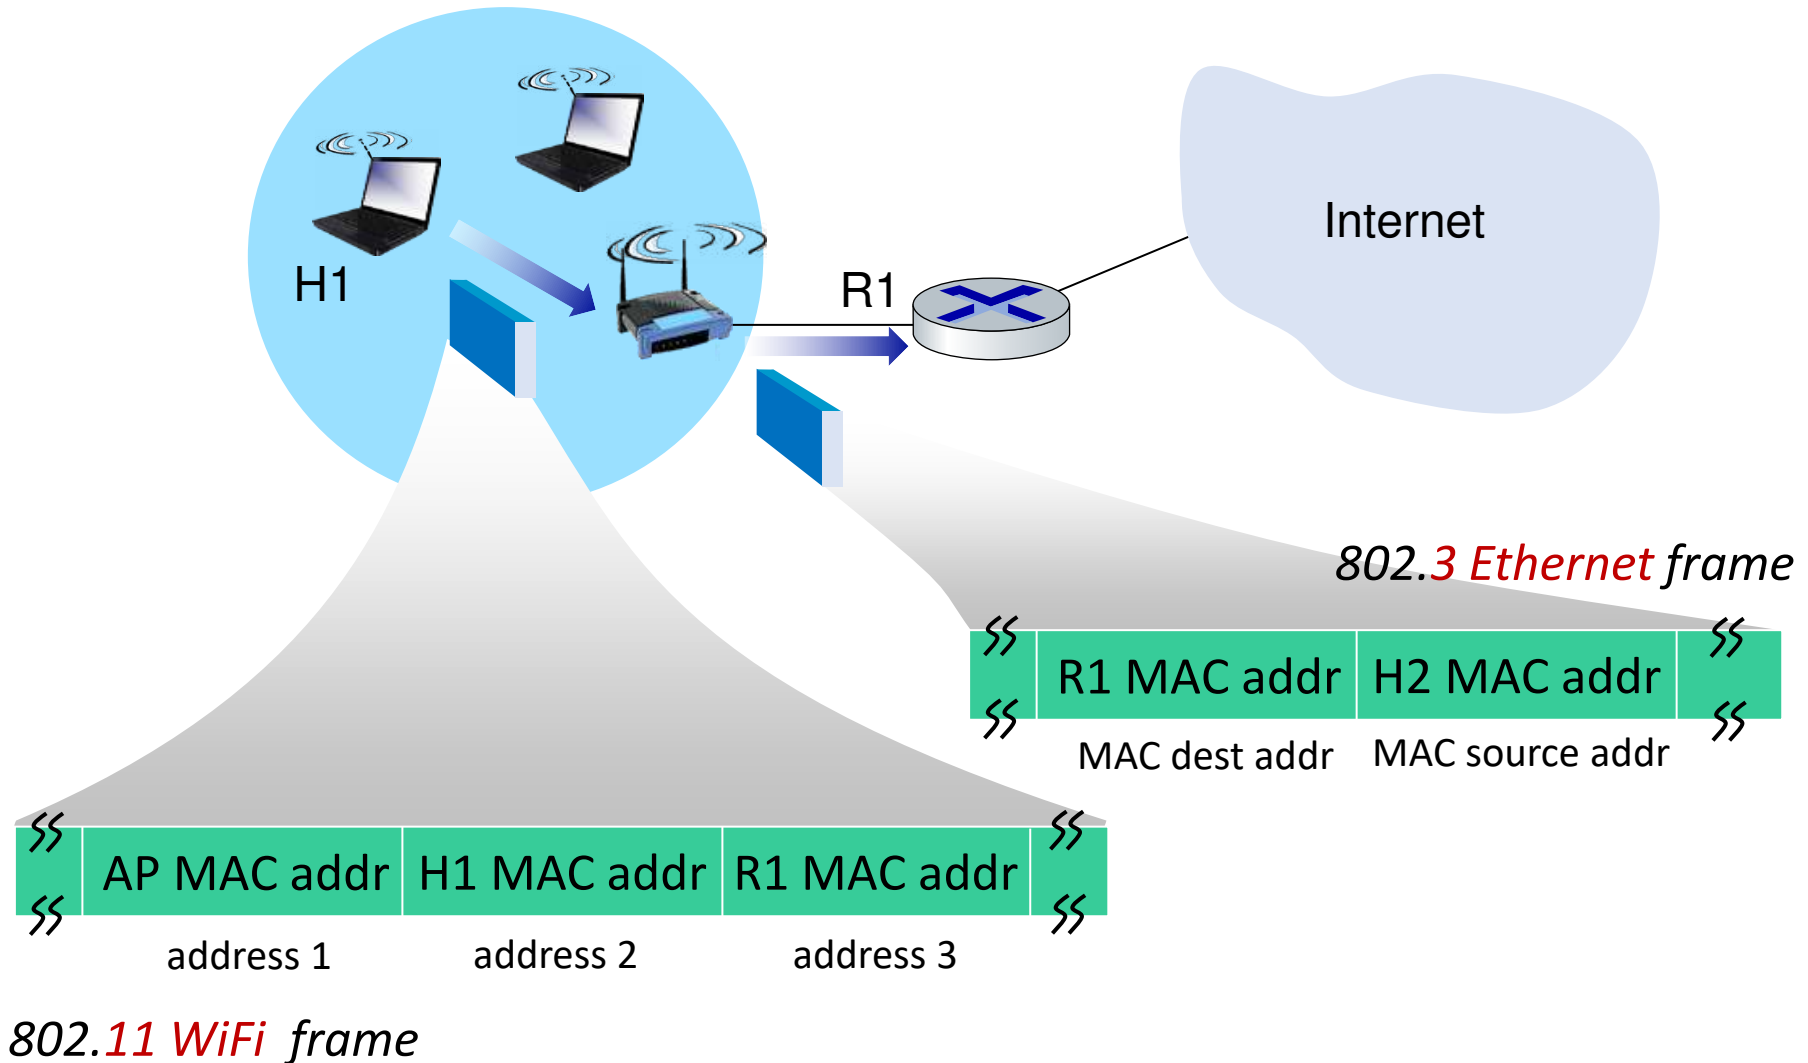 Internet
H1
R1
802.3 Ethernet frame
R1 MAC addr
H2 MAC addr
MAC dest addr
MAC source addr
AP MAC addr
H1 MAC addr
R1 MAC addr
address 1
address 2
address 3
802.11 WiFi frame